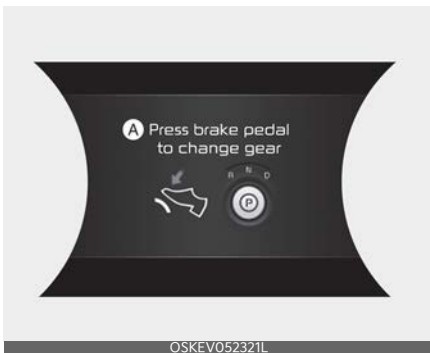 A Press brake pedal
to change gear
R N D
P
OSKEV052321L